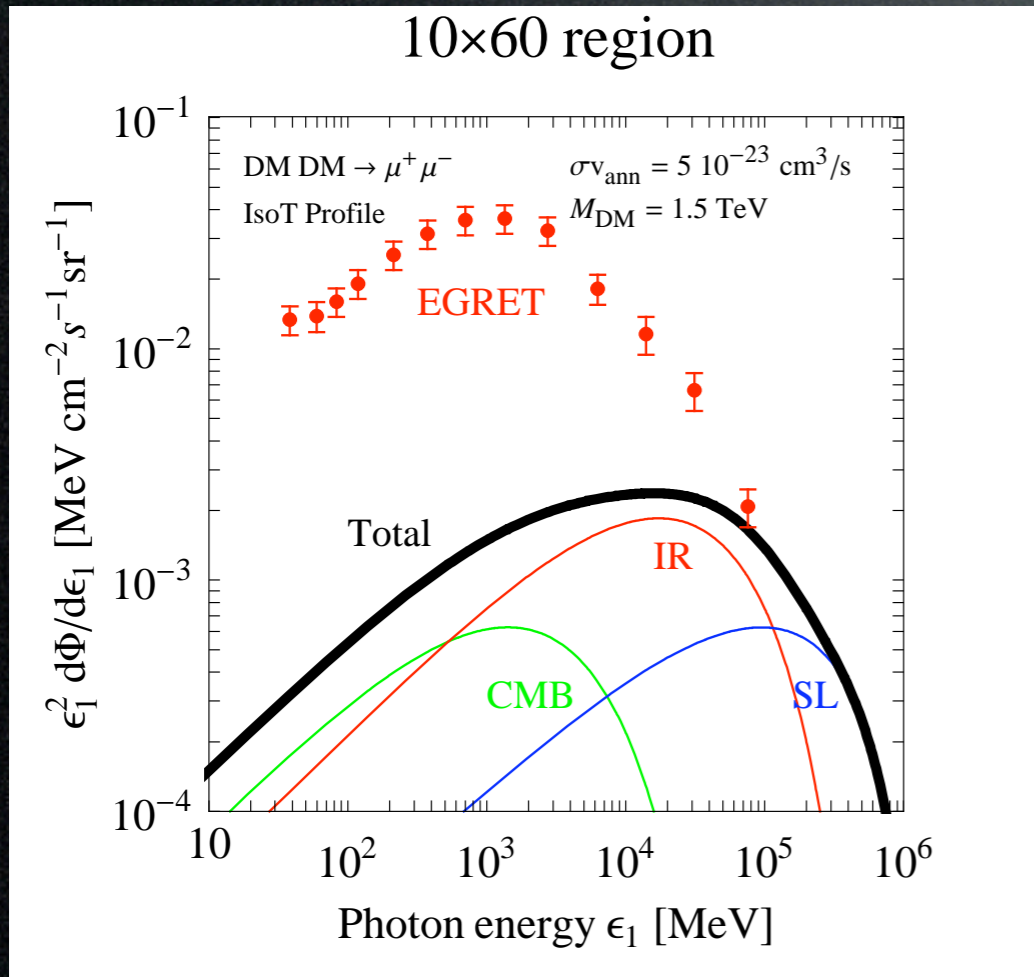 10×60 region
DM DM → μ⁺ μ⁻
IsoT Profile
σv_ann = 5 10⁻²³ cm³/s
M_DM = 1.5 TeV
EGRET
Total
IR
CMB
SL
10⁻¹
10⁻²
10⁻³
10⁻⁴
ϵ₁² dΦ/dϵ₁ [MeV cm⁻² s⁻¹ sr⁻¹]
10 10² 10³ 10⁴ 10⁵ 10⁶
Photon energy ϵ₁ [MeV]